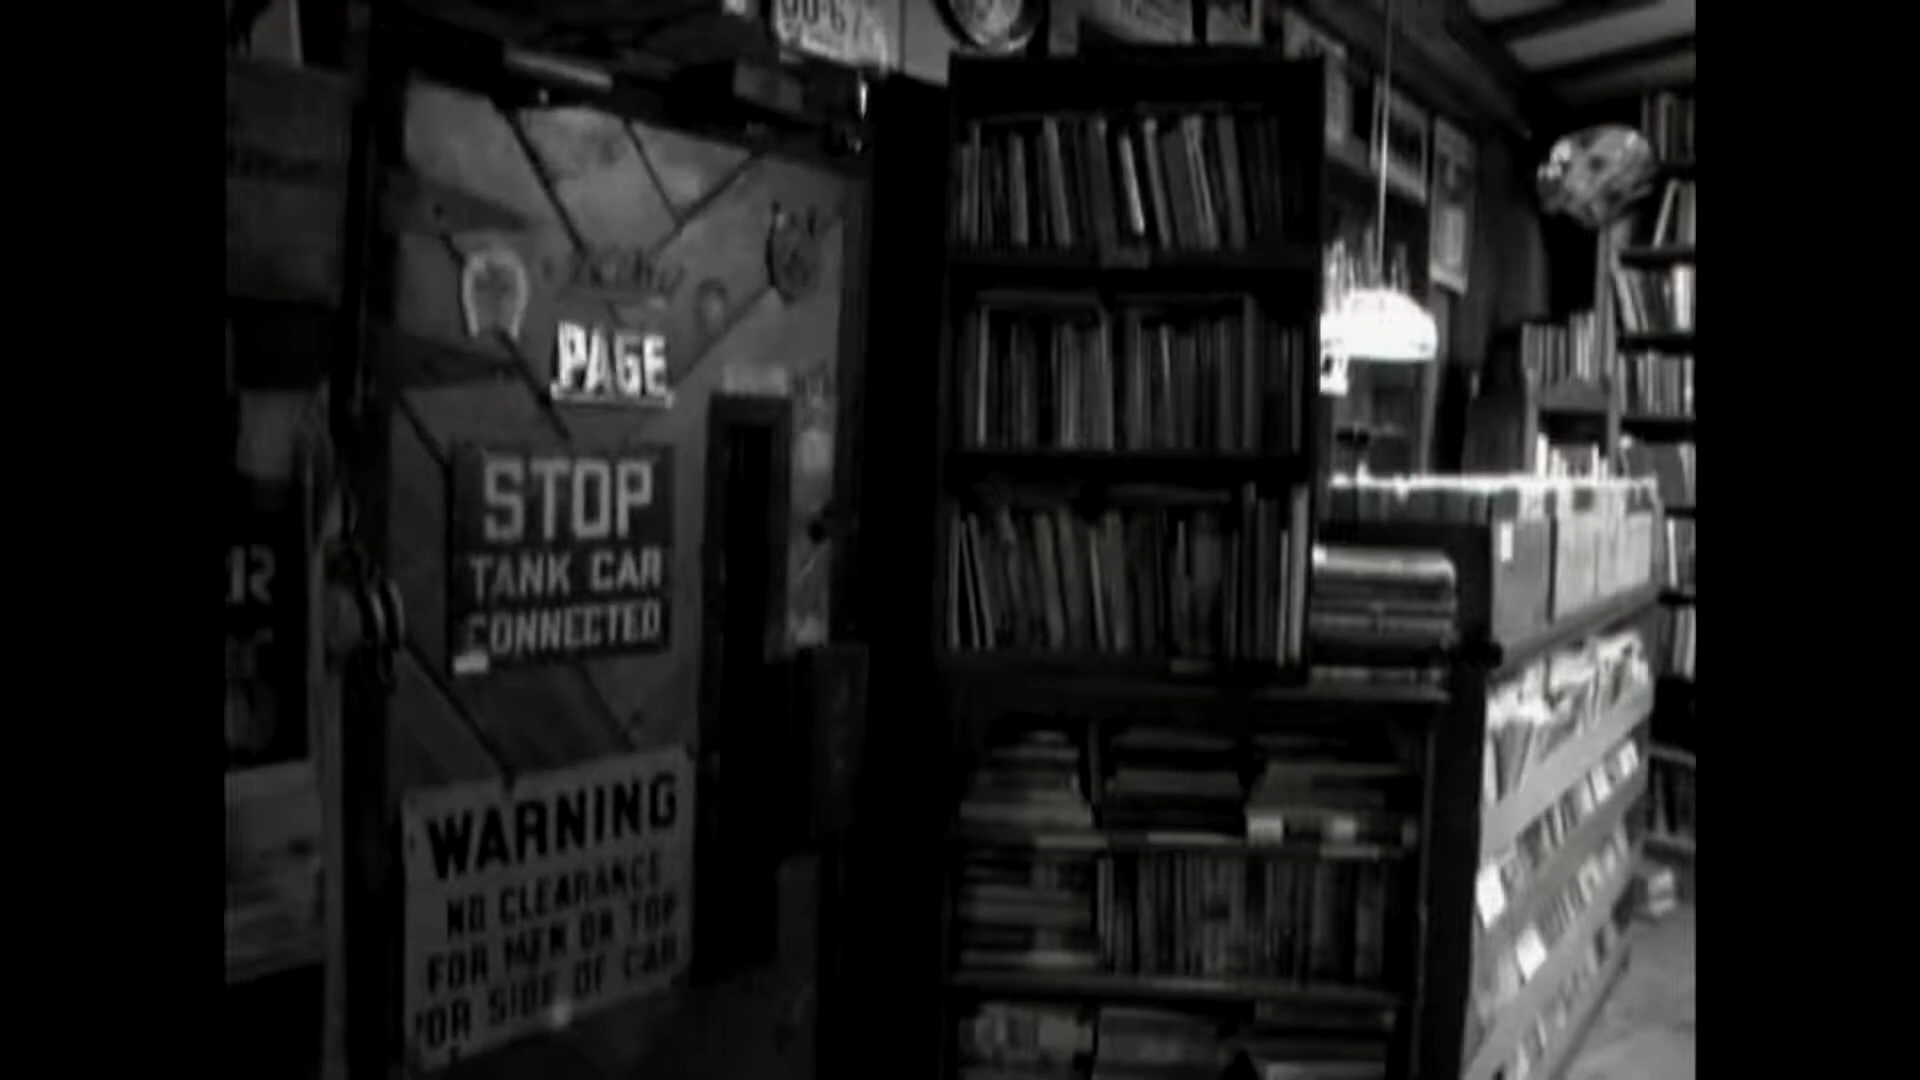 PAGE
STOP
TANK CAR
CONNECTED
WARNING
NO CLEARANCE
FOR MEN ON TOP
OR SIDE OF CAR